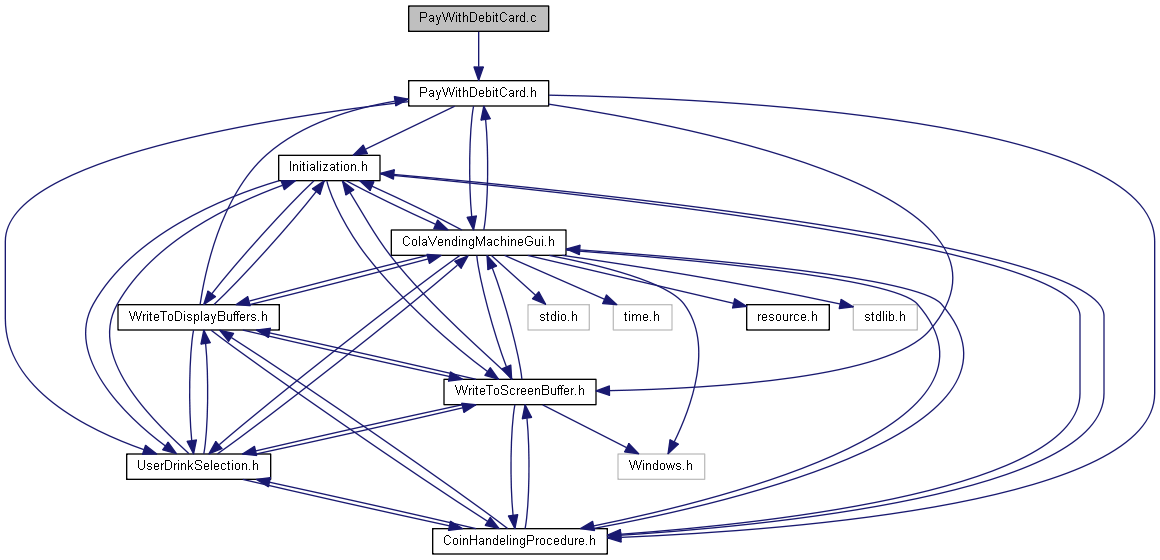 PayWithDebitCard.c
PayWithDebitCard.h
Initialization.h
ColaVendingMachineGui.h
WriteToDisplayBuffers.h
stdio.h
time.h
resource.h
stdlib.h
WriteToScreenBuffer.h
UserDrinkSelection.h
Windows.h
CoinHandelingProcedure.h